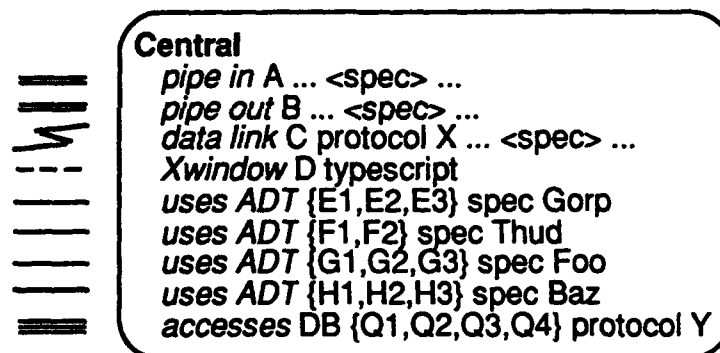 Central
pipe in A ... <spec> ...
pipe out B ... <spec> ...
data link C protocol X ... <spec> ...
Xwindow D typescript
uses ADT {E1,E2,E3} spec Gorp
uses ADT {F1,F2} spec Thud
uses ADT {G1,G2,G3} spec Foo
uses ADT {H1,H2,H3} spec Baz
accesses DB {Q1,Q2,Q3,Q4} protocol Y